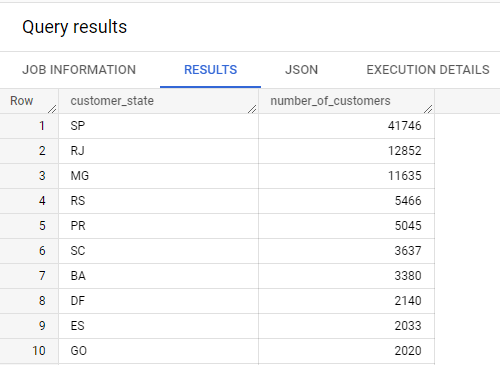 Query results
JOB INFORMATION RESULTS JSON EXECUTION DETAILS
Row customer_state number_of_customers
1 SP 41746
2 RJ 12852
3 MG 11635
4 RS 5466
5 PR 5045
6 SC 3637
7 BA 3380
8 DF 2140
9 ES 2033
10 GO 2020